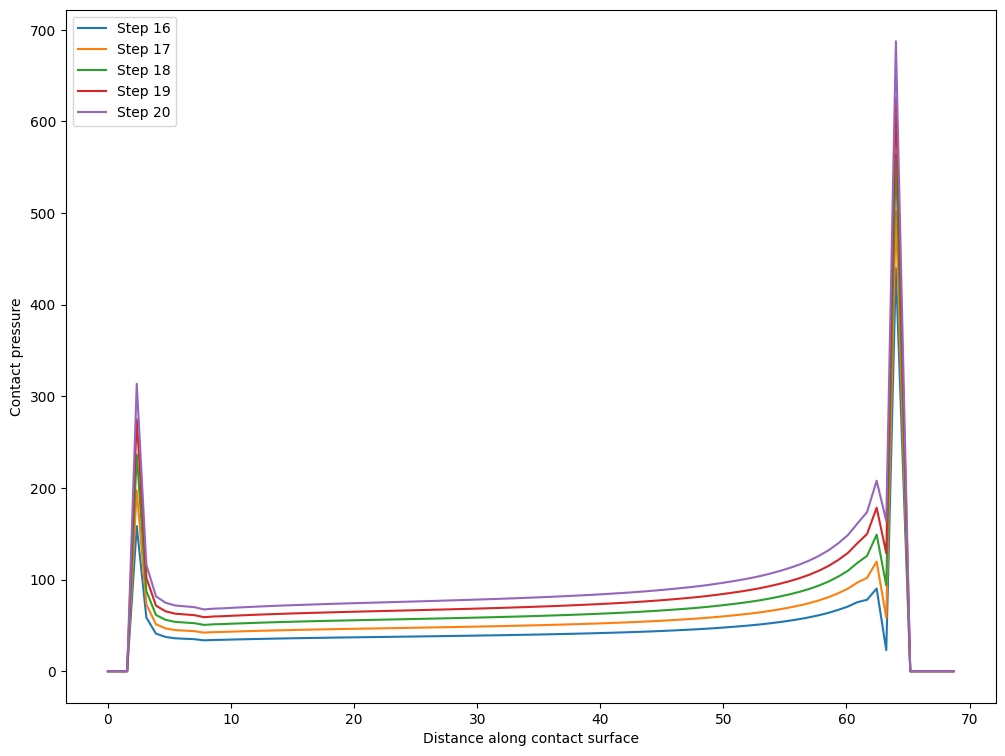 Step 16
Step 17
Step 18
Step 19
Step 20
700
600
500
400
300
200
100
0
Contact pressure
0 10 20 30 40 50 60 70
Distance along contact surface